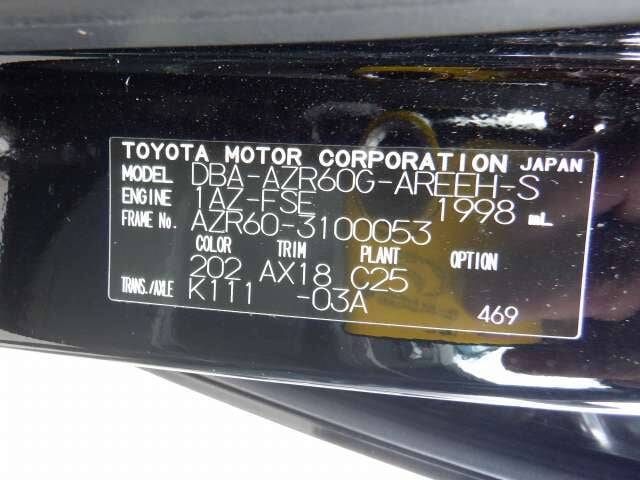 TOYOTA MOTOR CORPORATION JAPAN
MODEL DBA-AZR60G-AREEH-S
ENGINE 1AZ-FSE 1998 mL
FRAME No. AZR60-3100053
COLOR TRIM PLANT OPTION
202 AX18 C25
TRANS./AXLE K111 -03A 469